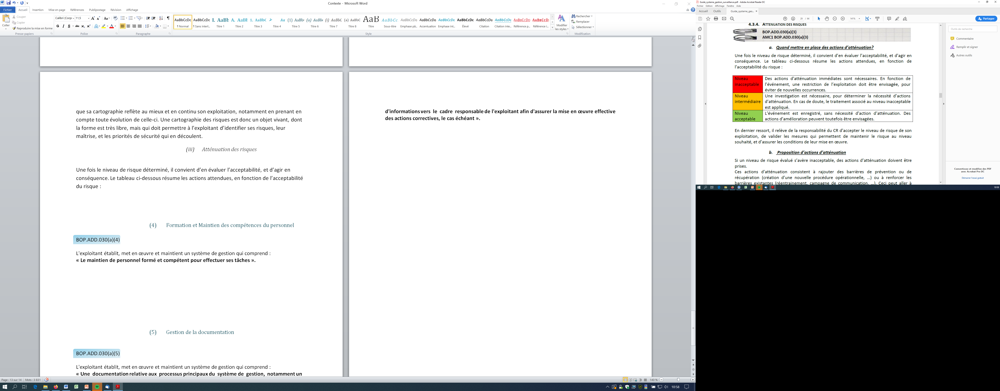 Contexte - Microsoft Word
Fichier Accueil Insertion Mise en page Références Publipostage Révision Affichage
Coller
Couper
Copier
Reproduire la mise en forme
Presse-papiers
Calibri (Corp 11,5
G I S abc x₂ x²
Police
Paragraphe
AaBbCcDc AaBbCcDc I. AaBb A. AaBl 1. AaBbC Aa (1) AaBb (a) AaBb (i) AaBbC (a) AaBbC AaB AaBbCc AaBbCcDa AaBbCcDa AaBbCcDc AaBbCcDc AaBbCcDa AaBbCcDc AaBbCcDD AaBbCcD
¶ Normal ¶ Sans interl... Titre 1 Titre 2 Titre 3 Titre 4 Titre 5 Titre 6 Titre 7 Titre 8 Titre Sous-titre Emphase pâ... Accentuation Emphase int... Élevé Citation Citation inte... Référence p... Référence i...
Style
Modifier
les styles
Rechercher
Remplacer
Sélectionner
Modification
que sa cartographie reflète au mieux et en continu son exploitation, notamment en prenant en
compte toute évolution de celle-ci. Une cartographie des risques est donc un objet vivant, dont
la forme est très libre, mais qui doit permettre à l’exploitant d’identifier ses risques, leur
maîtrise, et les priorités de sécurité qui en découlent.
(iii) Atténuation des risques
Une fois le niveau de risque déterminé, il convient d’en évaluer l’acceptabilité, et d’agir en
conséquence. Le tableau ci-dessous résume les actions attendues, en fonction de l’acceptabilité
du risque :
(4) Formation et Maintien des compétences du personnel
BOP.ADD.030(a)(4)
L'exploitant établit, met en œuvre et maintient un système de gestion qui comprend :
« Le maintien de personnel formé et compétent pour effectuer ses tâches ».
(5) Gestion de la documentation
BOP.ADD.030(a)(5)
L'exploitant établit, met en œuvre et maintient un système de gestion qui comprend :
« Une documentation relative aux processus principaux du système de gestion, notamment un
d'informations vers le cadre responsable de l'exploitant afin d'assurer la mise en œuvre effective
des actions correctives, le cas échéant ».
Page : 13 sur 14 Mots : 3 831
140 %
10:58
Guide_systeme_gestion_surveillance.pdf - Adobe Acrobat Reader DC
Fichier Edition Affichage Fenêtre Aide
Accueil Outils Guide_systeme_ges... ×
29 / 64
141%
Partager
4.3.4. ATTENUATION DES RISQUES
BOP.ADD.030(a)(3)
AMC1 BOP.ADD.030(a)(3)
a. Quand mettre en place des actions d’atténuation?
Une fois le niveau de risque déterminé, il convient d’en évaluer l’acceptabilité, et d’agir en
conséquence. Le tableau ci-dessous résume les actions attendues, en fonction de
l’acceptabilité du risque :
Niveau inacceptable
Des actions d’atténuation immédiates sont nécessaires. En fonction de
l’événement, une restriction de l’exploitation doit être envisagée, pour
éviter de nouvelles occurrences.
Niveau intermédiaire
Une investigation est nécessaire, pour déterminer la nécessité d’actions
d’atténuation. En cas de doute, le traitement associé au niveau inacceptable
est appliqué.
Niveau acceptable
L’événement est enregistré, sans nécessité d’action d’atténuation. Des
actions d’amélioration peuvent toutefois être envisagées.
En dernier ressort, il relève de la responsabilité du CR d’accepter le niveau de risque de son
exploitation, de valider les mesures qui permettent de maintenir le risque au niveau
souhaité, et d’assurer les conditions de leur mise en œuvre.
b. Proposition d’actions d’atténuation
Si un niveau de risque évalué s’avère inacceptable, des actions d’atténuation doivent être
prises.
Ces actions d’atténuation consistent à rajouter des barrières de prévention ou de
récupération (création d’une nouvelle procédure opérationnelle, ...) ou à renforcer les
barrières existantes (réentrainement, campagne de communication, ...). Ceci peut aller à
Outils de recherche
Commentaire
Remplir et signer
Autres outils
Convertissez et modifiez des PDF
avec Acrobat Pro DC
Démarrer l'essai gratuit
10:58